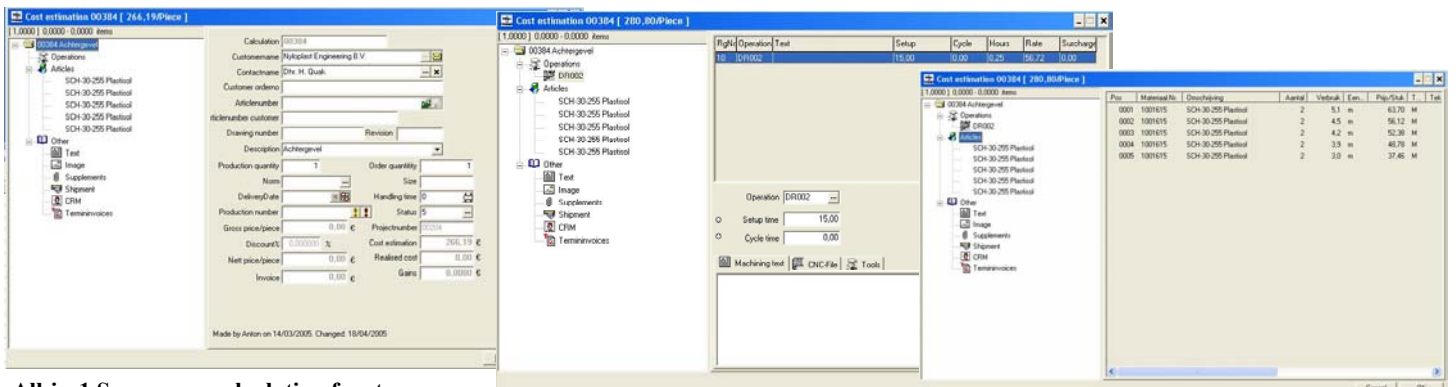 Cost estimation 00384 [ 266,19/Piece ]
[1,0000 ] 0,0000 - 0,0000 items
00384 Achtergevel
Operations
Articles
SCH-30-255 Plastisol
SCH-30-255 Plastisol
SCH-30-255 Plastisol
SCH-30-255 Plastisol
SCH-30-255 Plastisol
Other
Text
Image
Supplements
Shipment
CRM
Termininvoices
Calculation 00384
Customername Nyloplast Engineering B.V.
Contactname Dhr. H. Quak
Customer orderno
Articlenumber
rticlenumber customer
Drawing number Revision
Description Achtergevel
Production quantity 1 Order quantitity 1
Norm Size
DeliveryDate Handling time 0
Production number Status 5
Gross price/piece 0,00 € Projectnumber 00204
Discount% 0,000000 % Cost estimation 266,19 €
Nett price/piece 0,00 € Realised cost 0,00 €
Invoice 0,00 € Gains 0,0000 €
Made by Anton on 14/03/2005. Changed: 18/04/2005
Cost estimation 00384 [ 280,80/Piece ]
[1,0000 ] 0,0000 - 0,0000 items
00384 Achtergevel
Operations
DR002
Articles
SCH-30-255 Plastisol
SCH-30-255 Plastisol
SCH-30-255 Plastisol
SCH-30-255 Plastisol
SCH-30-255 Plastisol
Other
Text
Image
Supplements
Shipment
CRM
Termininvoices
RgNr Operation Text Setup Cycle Hours Rate Surcharge
10 DR002 15,00 0,00 0,25 56,72 0,00
Operation DR002
Setup time 15,00
Cycle time 0,00
Machining text CNC-File Tools
Cost estimation 00384 [ 280,80/Piece ]
[1,0000 ] 0,0000 - 0,0000 items
00384 Achtergevel
Operations
DR002
Articles
SCH-30-255 Plastisol
SCH-30-255 Plastisol
SCH-30-255 Plastisol
SCH-30-255 Plastisol
SCH-30-255 Plastisol
Other
Text
Image
Supplements
Shipment
CRM
Termininvoices
Pos Materiaal Nr. Omschrijving Aantal Verbruik Een... Prijs/Stuk T... Tek
0001 1001615 SCH-30-255 Plastisol 2 5,1 m 63,70 M
0002 1001615 SCH-30-255 Plastisol 2 4,5 m 56,12 M
0003 1001615 SCH-30-255 Plastisol 2 4,2 m 52,38 M
0004 1001615 SCH-30-255 Plastisol 2 3,9 m 48,78 M
0005 1001615 SCH-30-255 Plastisol 2 3,0 m 37,46 M